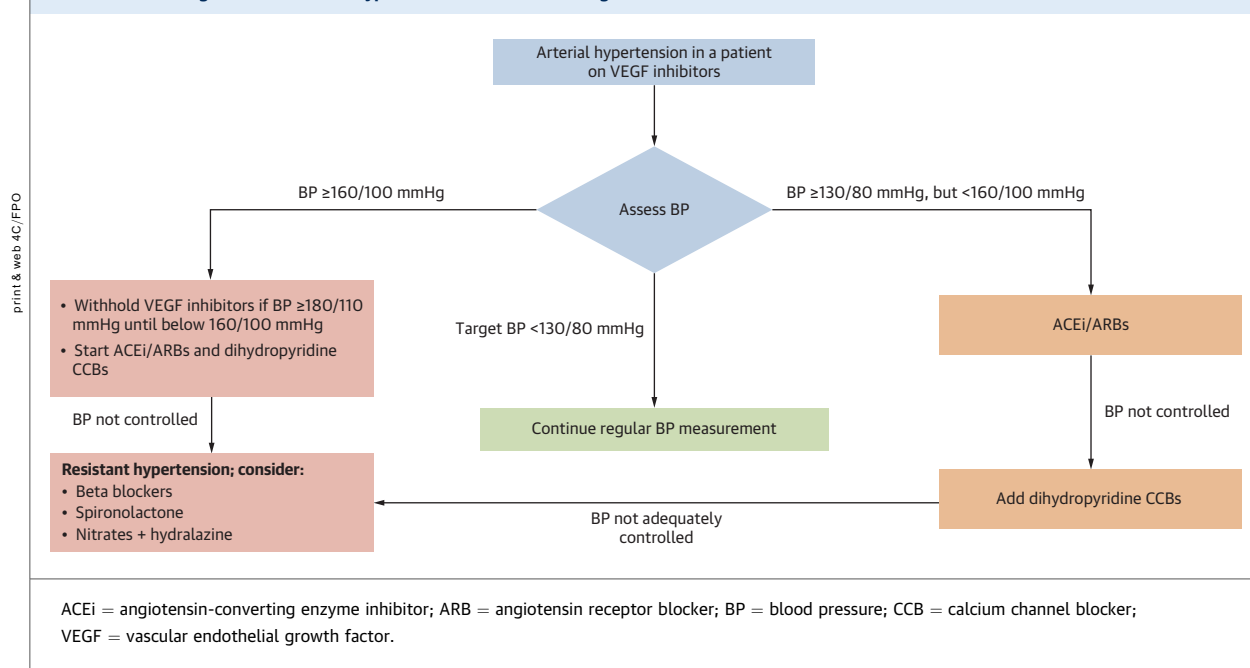 Arterial hypertension in a patient
on VEGF inhibitors
Assess BP
BP ≥160/100 mmHg
BP ≥130/80 mmHg, but <160/100 mmHg
• Withhold VEGF inhibitors if BP ≥180/110
mmHg until below 160/100 mmHg
• Start ACEi/ARBs and dihydropyridine
CCBs
Target BP <130/80 mmHg
ACEi/ARBs
BP not controlled
Continue regular BP measurement
BP not controlled
Resistant hypertension; consider:
• Beta blockers
• Spironolactone
• Nitrates + hydralazine
Add dihydropyridine CCBs
BP not adequately
controlled
print & web 4C/FPO
ACEi = angiotensin-converting enzyme inhibitor; ARB = angiotensin receptor blocker; BP = blood pressure; CCB = calcium channel blocker;
VEGF = vascular endothelial growth factor.